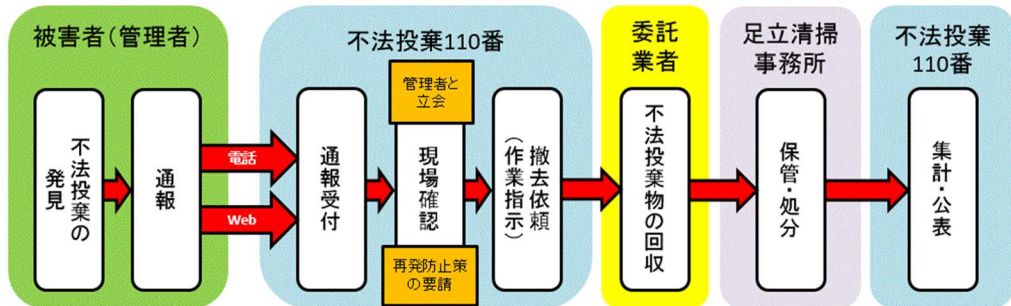 被害者（管理者）
不法投棄の
発見
通報
電話
Web
不法投棄110番
通報受付
管理者と
立会
現場確認
再発防止策
の要請
撤去依頼
（作業指示）
委託
業者
不法投棄物の回収
足立清掃
事務所
保管・処分
不法投棄
110番
集計・公表